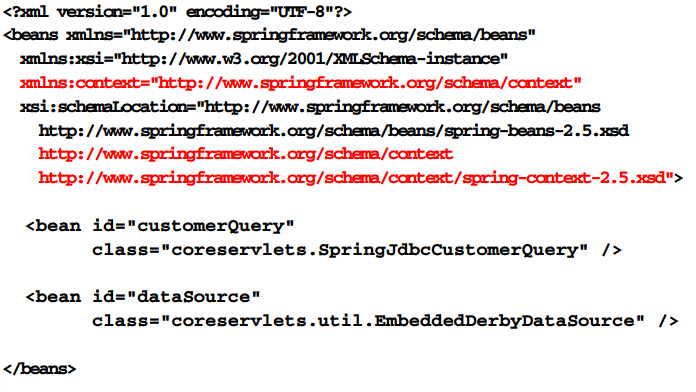 <?xml version="1.0" encoding="UTF-8"?>
<beans xmlns="http://www.springframework.org/schema/beans"
xmlns:xsi="http://www.w3.org/2001/XMLSchema-instance"
xmlns:context="http://www.springframework.org/schema/context"
xsi:schemaLocation="http://www.springframework.org/schema/beans
http://www.springframework.org/schema/beans/spring-beans-2.5.xsd
http://www.springframework.org/schema/context
http://www.springframework.org/schema/context/spring-context-2.5.xsd">
<bean id="customerQuery"
class="coreservlets.SpringJdbcCustomerQuery" />
<bean id="dataSource"
class="coreservlets.util.EmbeddedDerbyDataSource" />
</beans>